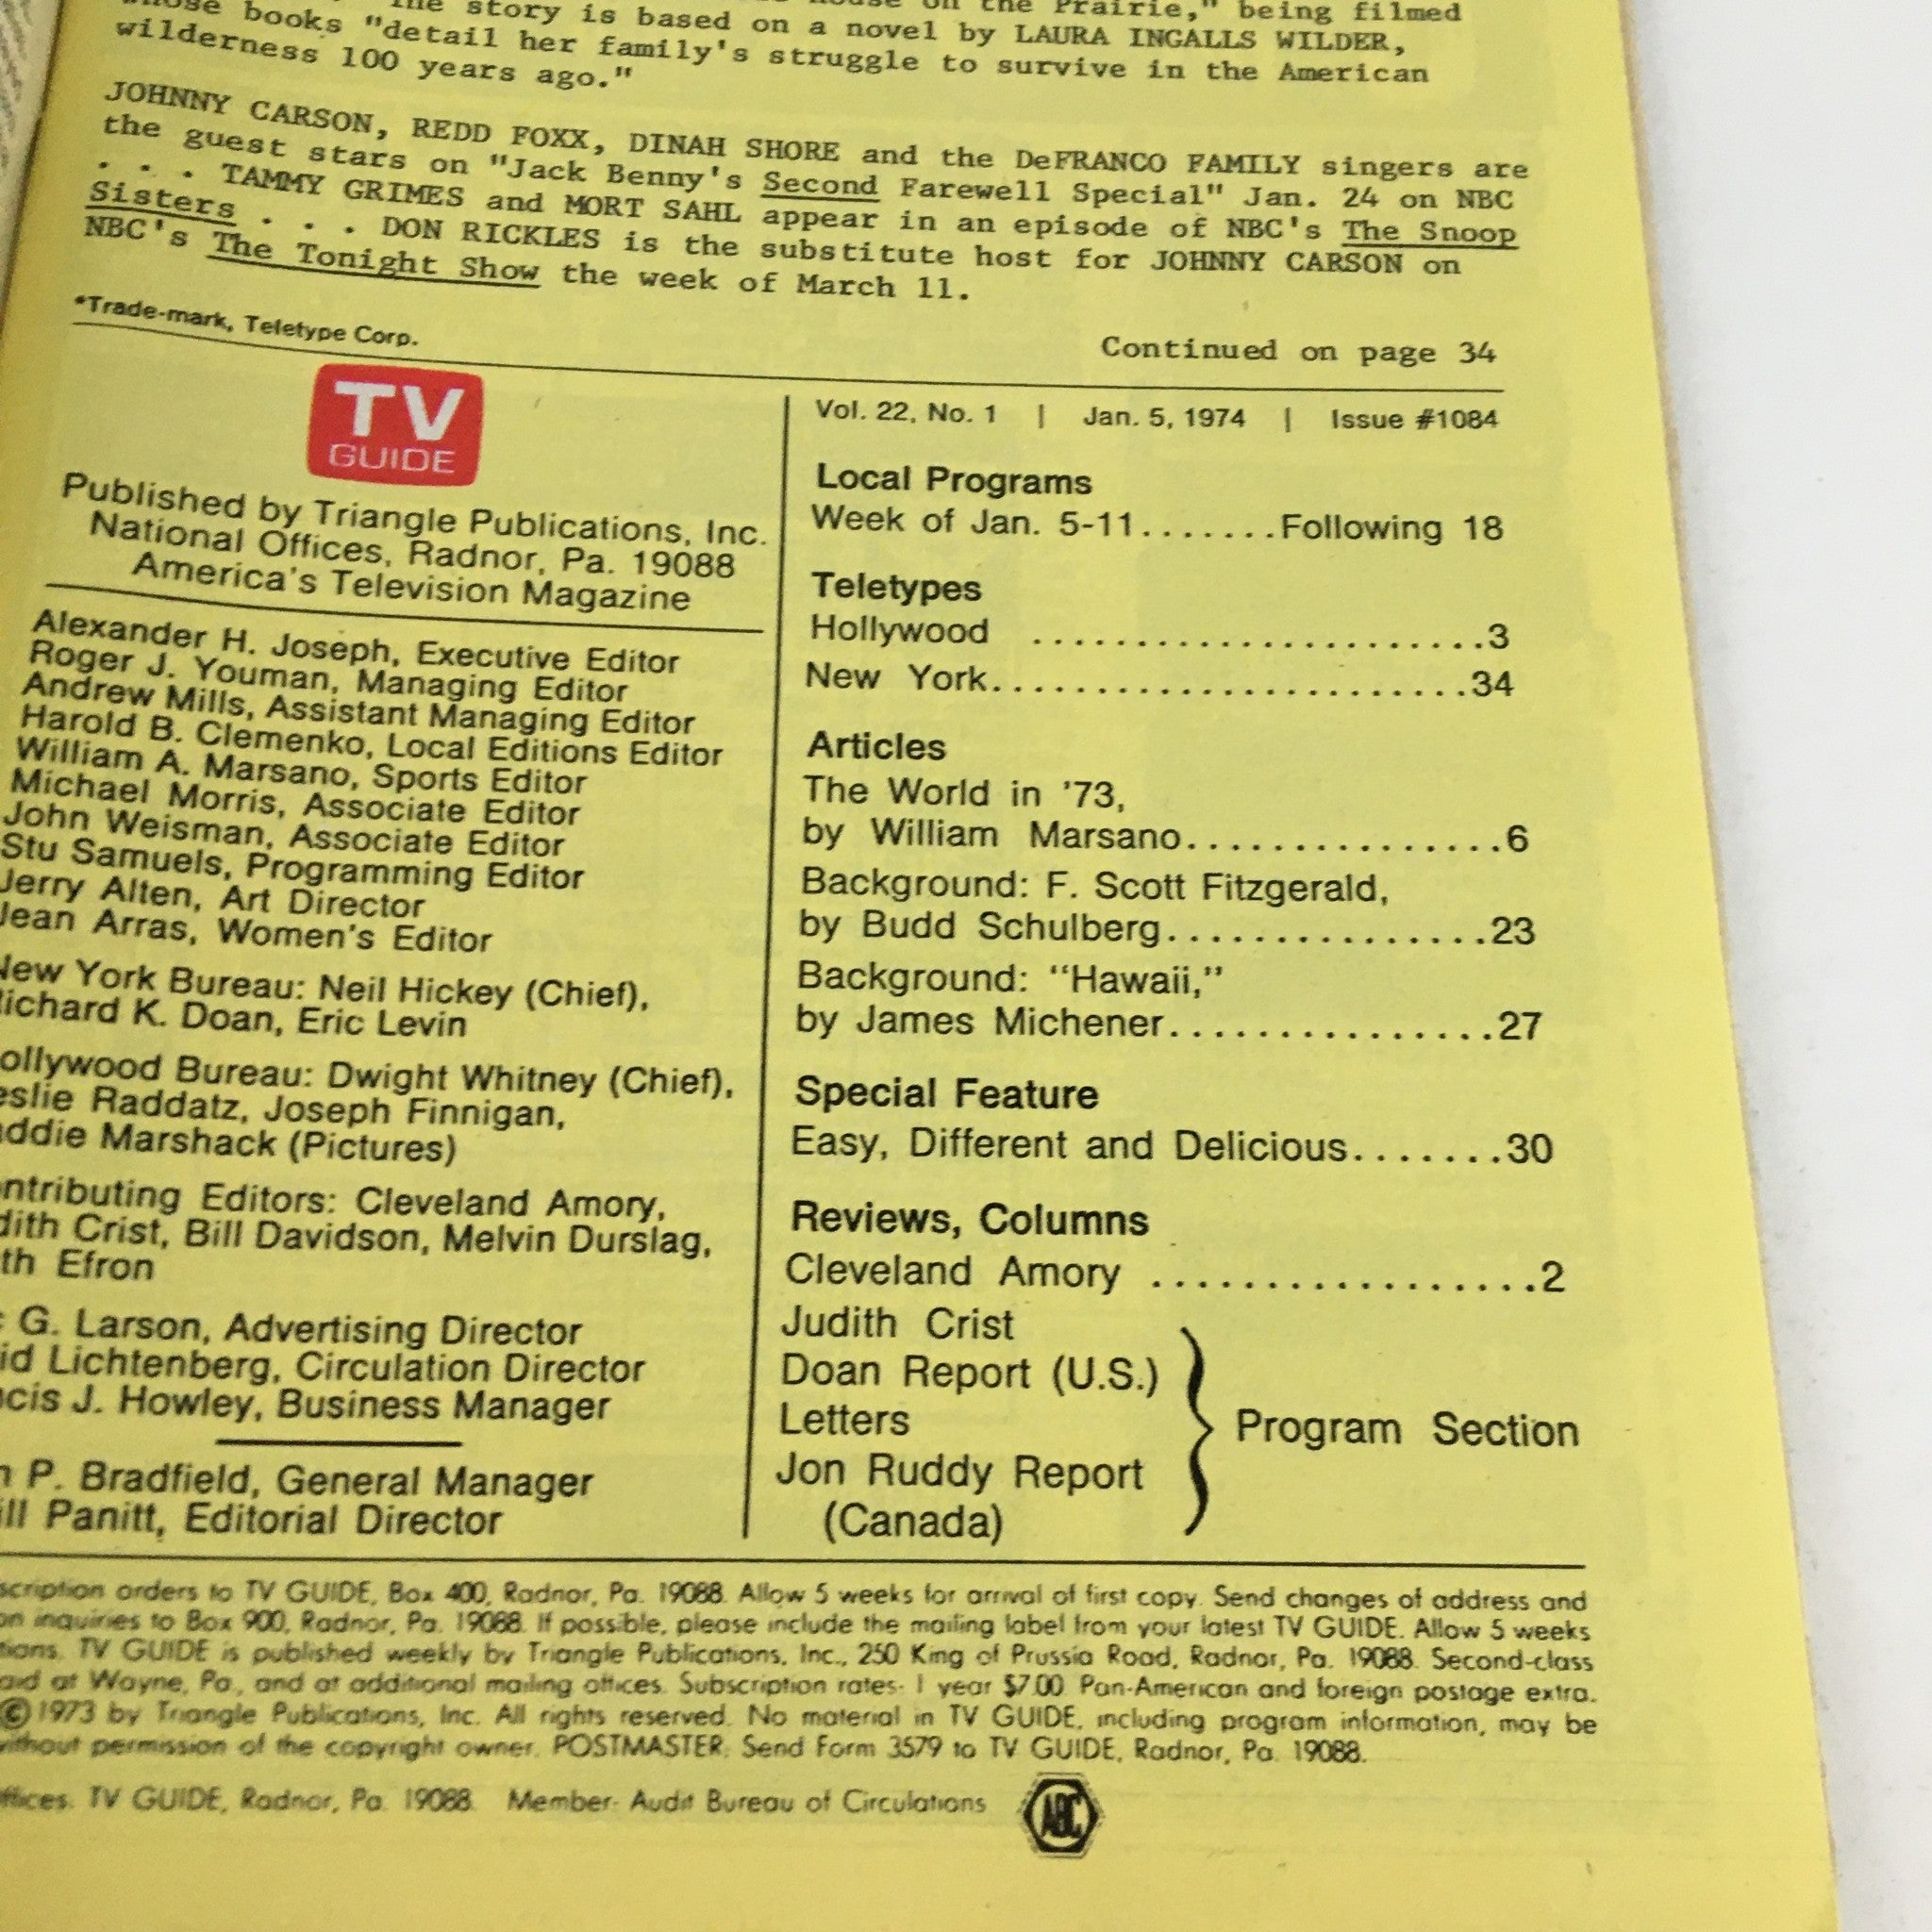 The story is based on a novel by LAURA INGALLS WILDER,
books "detail her family's struggle to survive in the American
wilderness 100 years ago."
on the Prairie," being filmed
JOHNNY CARSON, REDD FOXX, DINAH SHORE and the DeFRANCO FAMILY singers are
the guest stars on "Jack Benny's Second Farewell Special" Jan. 24 on NBC
. . . TAMMY GRIMES and MORT SAHL appear in an episode of NBC's The Snoop
Sisters . . . DON RICKLES is the substitute host for JOHNNY CARSON on
NBC's The Tonight Show the week of March 11.
*Trade-mark, Teletype Corp.
Continued on page 34
TV
GUIDE
Published by Triangle Publications, Inc.
National Offices, Radnor, Pa. 19088
America's Television Magazine
Alexander H. Joseph, Executive Editor
Roger J. Youman, Managing Editor
Andrew Mills, Assistant Managing Editor
Harold B. Clemenko, Local Editions Editor
William A. Marsano, Sports Editor
Michael Morris, Associate Editor
John Weisman, Associate Editor
Stu Samuels, Programming Editor
Jerry Alten, Art Director
Jean Arras, Women's Editor
New York Bureau: Neil Hickey (Chief),
Richard K. Doan, Eric Levin
ollywood Bureau: Dwight Whitney (Chief),
eslie Raddatz, Joseph Finnigan,
ddie Marshack (Pictures)
ntributing Editors: Cleveland Amory,
dith Crist, Bill Davidson, Melvin Durslag,
th Efron
G. Larson, Advertising Director
id Lichtenberg, Circulation Director
cis J. Howley, Business Manager
P. Bradfield, General Manager
ill Panitt, Editorial Director
Vol. 22, No. 1 | Jan. 5, 1974 | Issue #1084
Local Programs
Week of Jan. 5-11.......Following 18
Teletypes
Hollywood .......................3
New York.........................34
Articles
The World in '73,
by William Marsano................6
Background: F. Scott Fitzgerald,
by Budd Schulberg...............23
Background: "Hawaii,"
by James Michener...............27
Special Feature
Easy, Different and Delicious.......30
Reviews, Columns
Cleveland Amory ..................2
Judith Crist
Doan Report (U.S.)
Letters
Jon Ruddy Report
(Canada)
Program Section
scription orders to TV GUIDE, Box 400, Radnor, Pa. 19088. Allow 5 weeks for arrival of first copy. Send changes of address and
on inquiries to Box 900, Radnor, Pa. 19088. If possible, please include the mailing label from your latest TV GUIDE. Allow 5 weeks
tions. TV GUIDE is published weekly by Triangle Publications, Inc., 250 King of Prussia Road, Radnor, Pa. 19088. Second-class
aid at Wayne, Pa., and at additional mailing offices. Subscription rates: 1 year $7.00. Pan-American and foreign postage extra.
©1973 by Triangle Publications, Inc. All rights reserved. No material in TV GUIDE, including program information, may be
without permission of the copyright owner. POSTMASTER: Send Form 3579 to TV GUIDE, Radnor, Pa. 19088.
ffices. TV GUIDE, Radnor, Pa. 19088. Member- Audit Bureau of Circulations
ABC